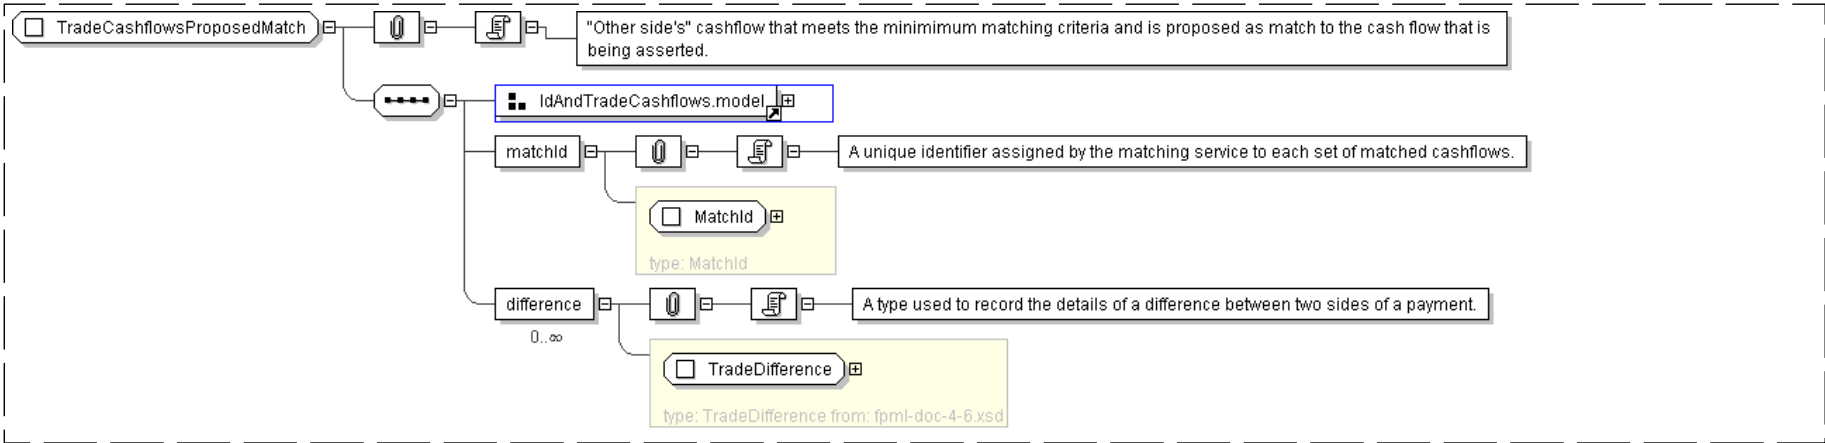 TradeCashflowsProposedMatch
"Other side's" cashflow that meets the minimimum matching criteria and is proposed as match to the cash flow that is
being asserted.
IdAndTradeCashflows.model
matchId
A unique identifier assigned by the matching service to each set of matched cashflows.
MatchId
type: MatchId
difference
A type used to record the details of a difference between two sides of a payment.
0..∞
TradeDifference
type: TradeDifference from: fpml-doc-4-6.xsd